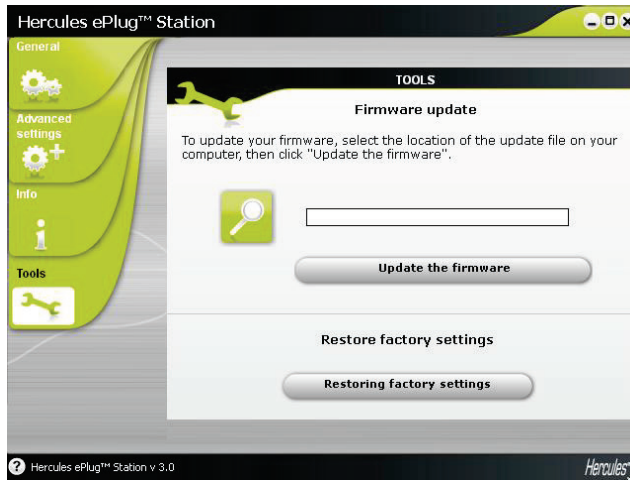 Hercules ePlug™ Station
General
Advanced
settings
Info
Tools
TOOLS
Firmware update
To update your firmware, select the location of the update file on your
computer, then click "Update the firmware".
Update the firmware
Restore factory settings
Restoring factory settings
? Hercules ePlug™ Station v 3.0
Hercules